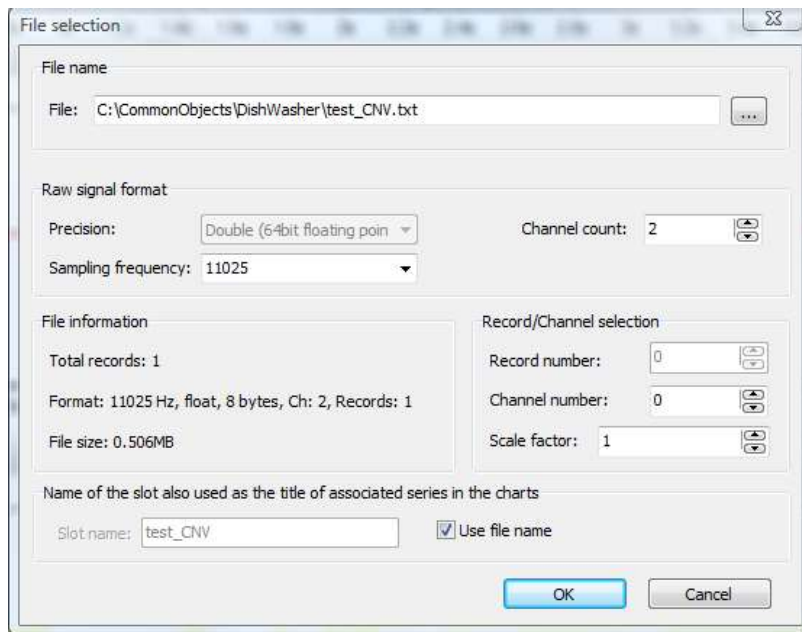 File selection
File name
File: C:\CommonObjects\DishWasher\test_CNV.txt ...
Raw signal format
Precision: Double (64bit floating poin Channel count: 2
Sampling frequency: 11025
File information Record/Channel selection
Total records: 1 Record number: 0
Format: 11025 Hz, float, 8 bytes, Ch: 2, Records: 1 Channel number: 0
File size: 0.506MB Scale factor: 1
Name of the slot also used as the title of associated series in the charts
Slot name: test_CNV Use file name
OK Cancel